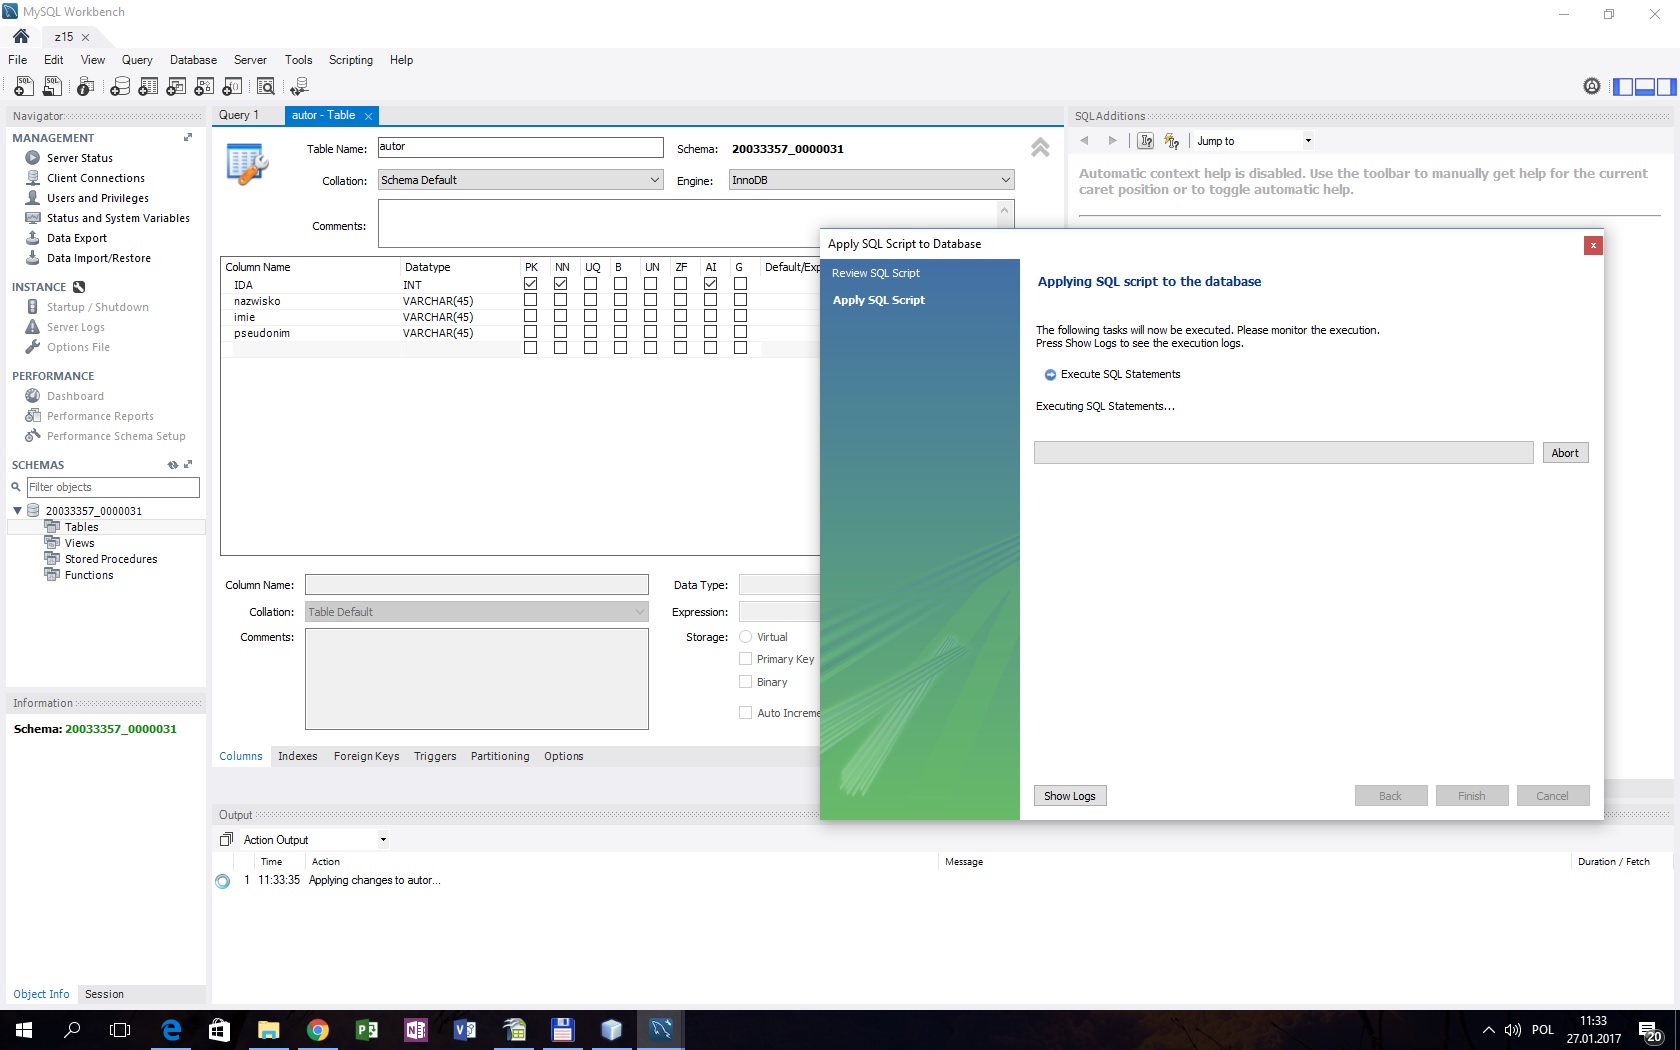 MySQL Workbench
z15
File Edit View Query Database Server Tools Scripting Help
Navigator
MANAGEMENT
Server Status
Client Connections
Users and Privileges
Status and System Variables
Data Export
Data Import/Restore
INSTANCE
Startup / Shutdown
Server Logs
Options File
PERFORMANCE
Dashboard
Performance Reports
Performance Schema Setup
SCHEMAS
Filter objects
20033357_0000031
Tables
Views
Stored Procedures
Functions
Information
Schema: 20033357_0000031
Object Info Session
Query 1 autor - Table
Table Name: autor Schema: 20033357_0000031
Collation: Schema Default Engine: InnoDB
Comments:
Column Name Datatype PK NN UQ B UN ZF AI G Default/Exp
IDA INT
nazwisko VARCHAR(45)
imie VARCHAR(45)
pseudonim VARCHAR(45)
Column Name: Data Type:
Collation: Table Default Expression:
Comments: Storage: Virtual
Primary Key
Binary
Auto Increme
Columns Indexes Foreign Keys Triggers Partitioning Options
SQLAdditions
Jump to
Automatic context help is disabled. Use the toolbar to manually get help for the current
caret position or to toggle automatic help.
Apply SQL Script to Database
Review SQL Script
Apply SQL Script
Applying SQL script to the database
The following tasks will now be executed. Please monitor the execution.
Press Show Logs to see the execution logs.
Execute SQL Statements
Executing SQL Statements...
Abort
Show Logs Back Finish Cancel
Output
Action Output
Time Action Message Duration / Fetch
1 11:33:35 Applying changes to autor...
POL
11:33
27.01.2017
20